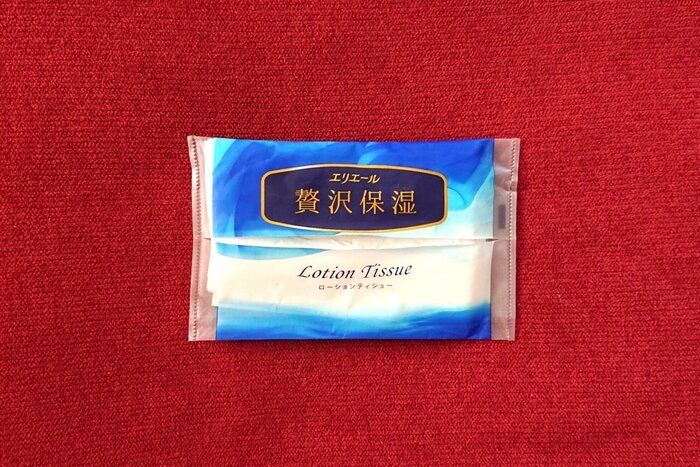 エリエール
贅沢保湿
Lotion Tissue
ローションティシュー